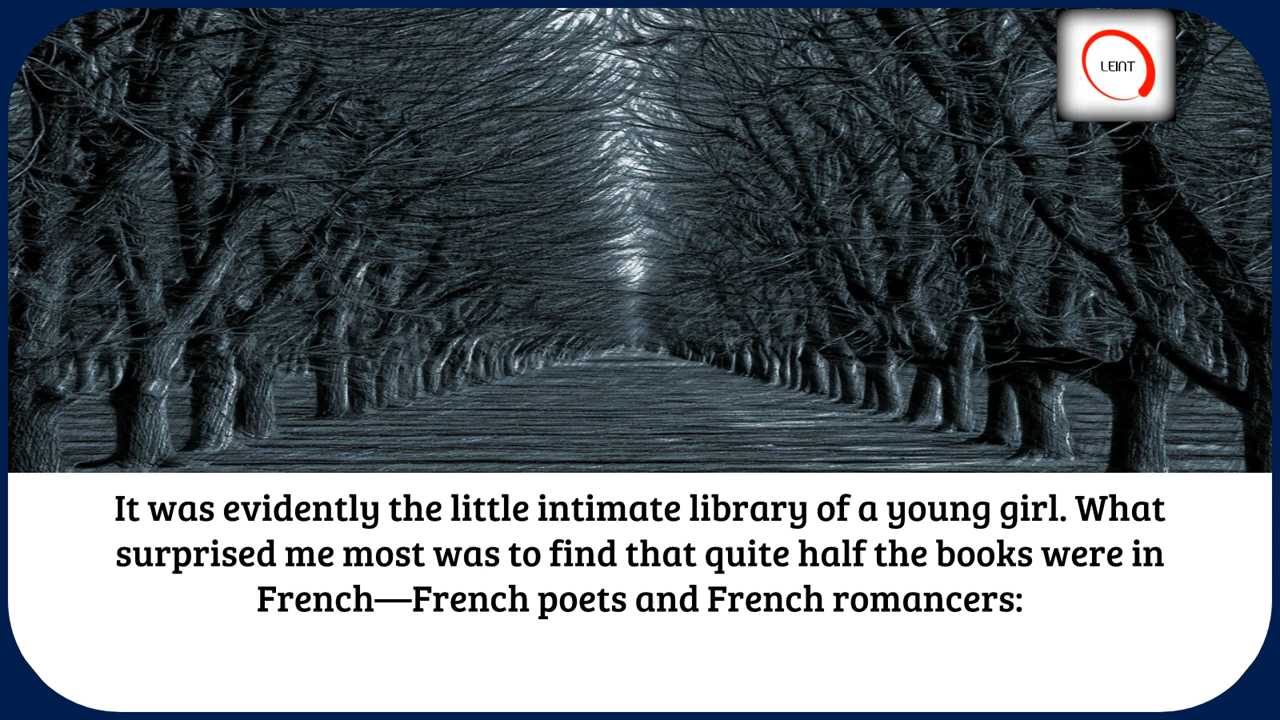 LEINT
It was evidently the little intimate library of a young girl. What
surprised me most was to find that quite half the books were in
French—French poets and French romancers: